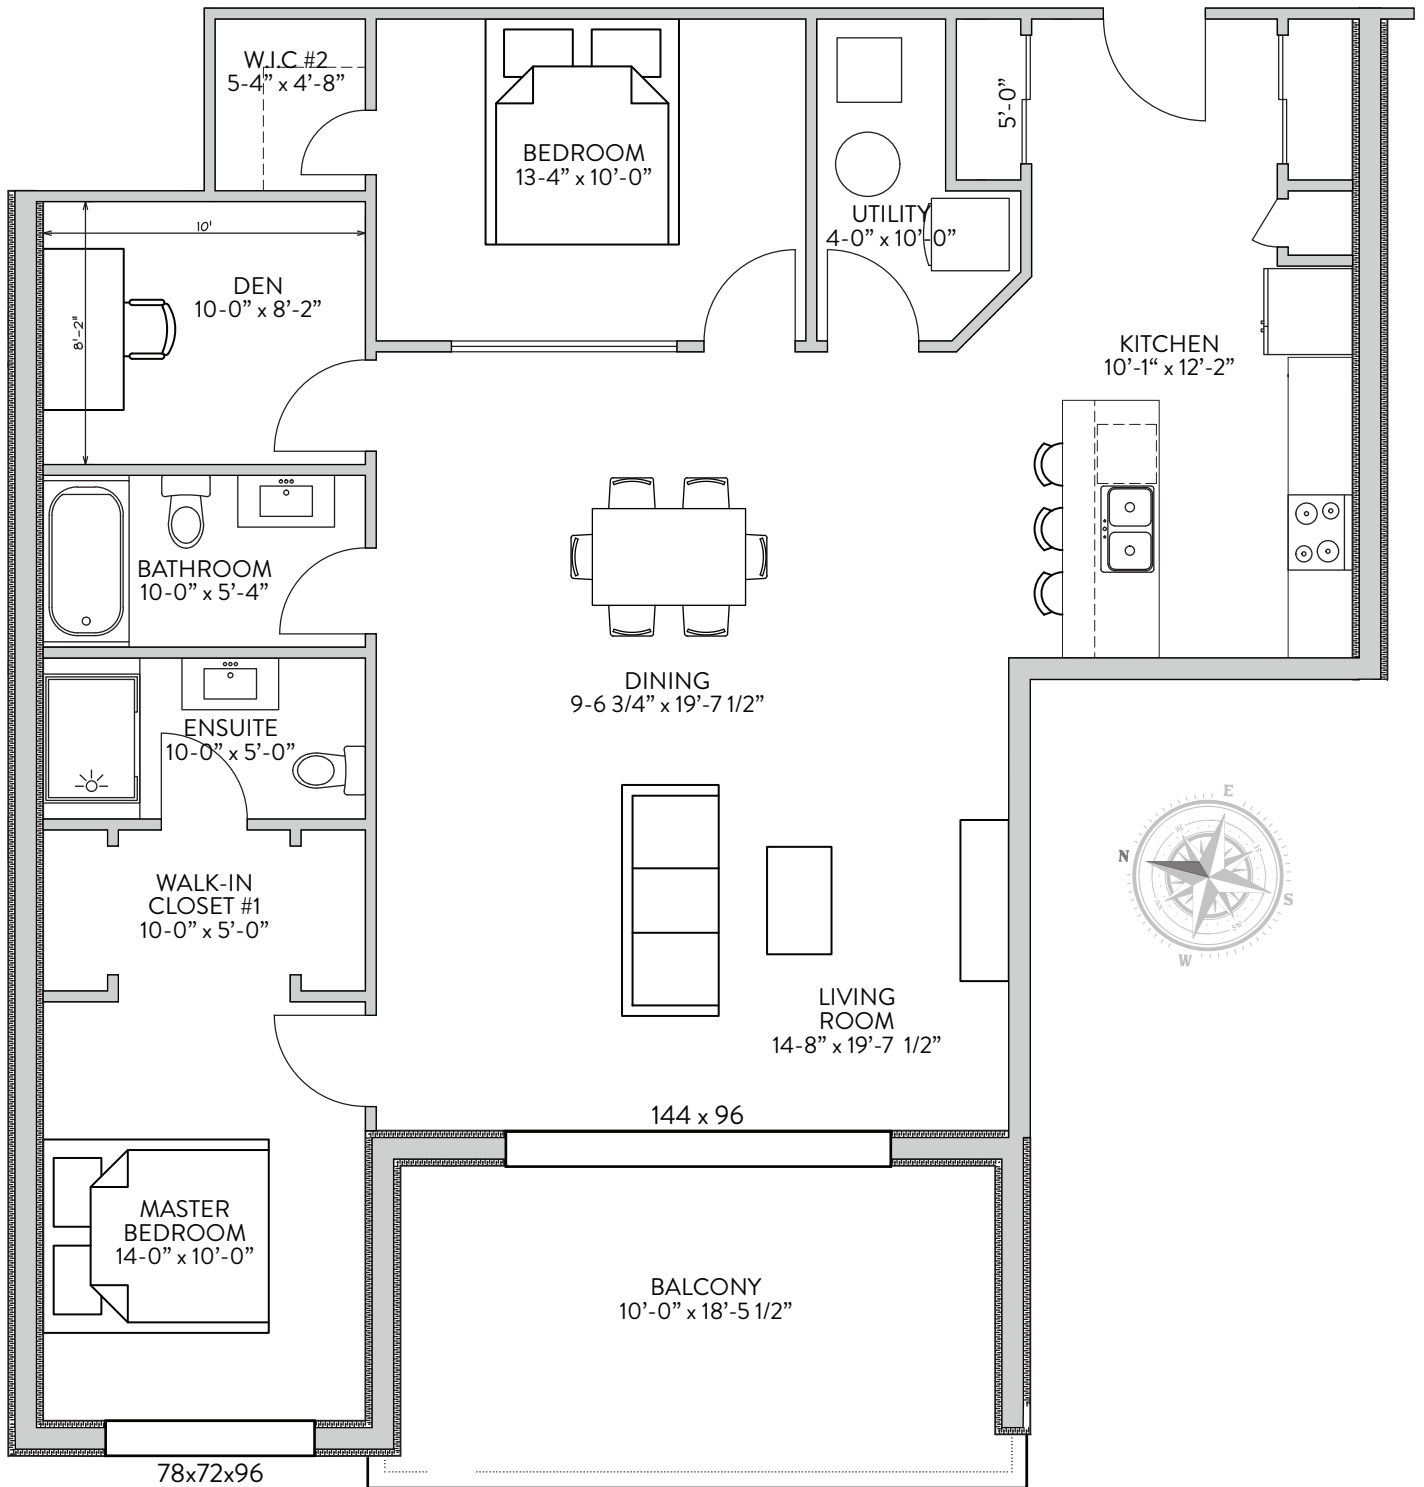 W.I.C #2
5-4” x 4’-8”
BEDROOM
13-4” x 10’-0”
5’-0”
UTILITY
4-0” x 10’-0”
10'
DEN
10-0” x 8’-2”
8'-2"
KITCHEN
10’-1“ x 12’-2”
BATHROOM
10-0” x 5’-4”
DINING
9-6 3/4” x 19’-7 1/2”
ENSUITE
10-0” x 5’-0”
E
N
S
W
WALK-IN
CLOSET #1
10-0” x 5’-0”
LIVING
ROOM
14-8” x 19’-7 1/2”
144 x 96
MASTER
BEDROOM
14-0” x 10’-0”
BALCONY
10’-0” x 18’-5 1/2”
78x72x96